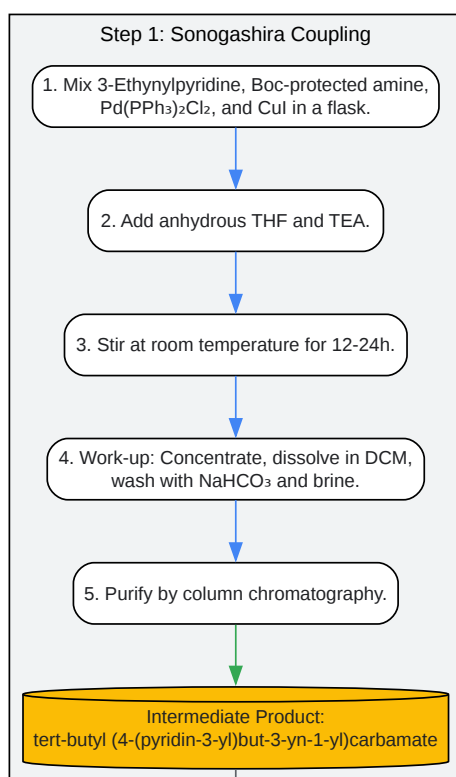 Step 1: Sonogashira Coupling
1. Mix 3-Ethynylpyridine, Boc-protected amine,
Pd(PPh₃)₂Cl₂, and CuI in a flask.
2. Add anhydrous THF and TEA.
3. Stir at room temperature for 12-24h.
4. Work-up: Concentrate, dissolve in DCM,
wash with NaHCO₃ and brine.
5. Purify by column chromatography.
Intermediate Product:
tert-butyl (4-(pyridin-3-yl)but-3-yn-1-yl)carbamate